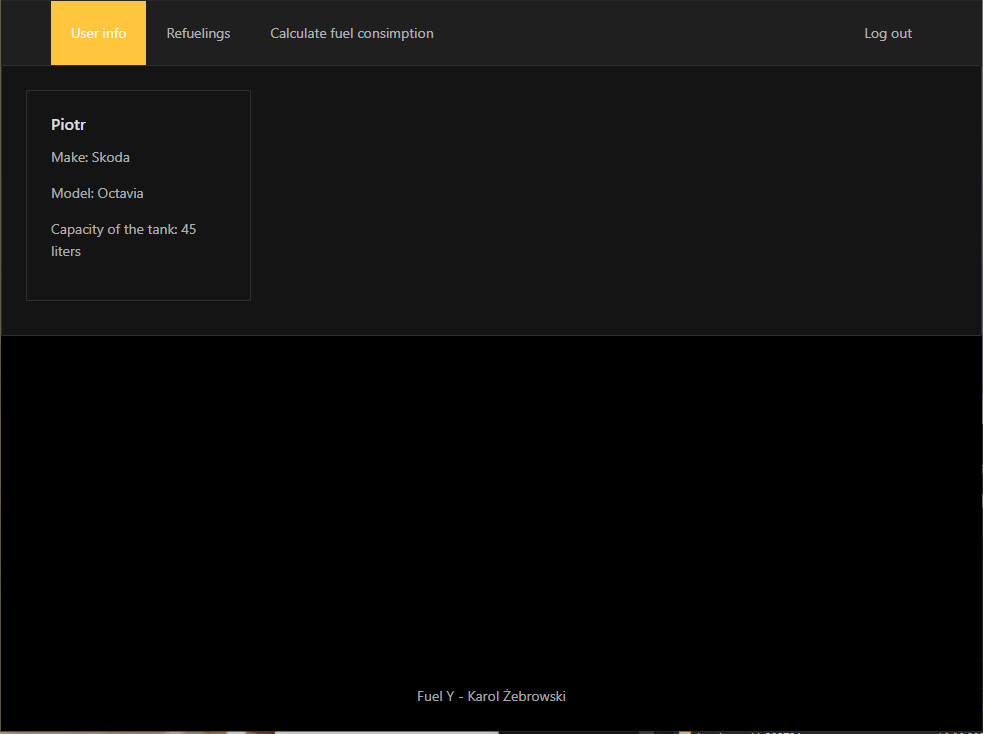 User info
Refuelings
Calculate fuel consimption
Log out
Piotr
Make: Skoda
Model: Octavia
Capacity of the tank: 45
liters
Fuel Y - Karol Żebrowski